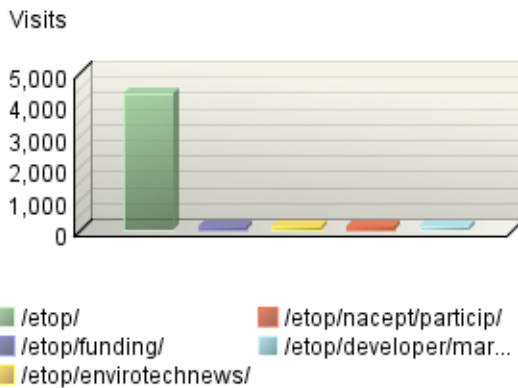 Visits
5,000
4,000
3,000
2,000
1,000
0
/etop/
/etop/funding/
/etop/envirotechnews/
/etop/nacept/particip/
/etop/developer/mar...